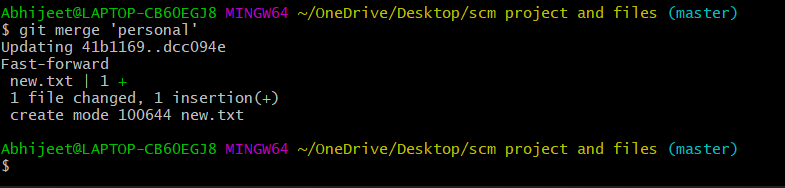 Abhijeet@LAPTOP-CB60EGJ8 MINGW64 ~/OneDrive/Desktop/scm project and files (master)
$ git merge 'personal'
Updating 41b1169..dcc094e
Fast-forward
 new.txt | 1 +
 1 file changed, 1 insertion(+)
 create mode 100644 new.txt
Abhijeet@LAPTOP-CB60EGJ8 MINGW64 ~/OneDrive/Desktop/scm project and files (master)
$